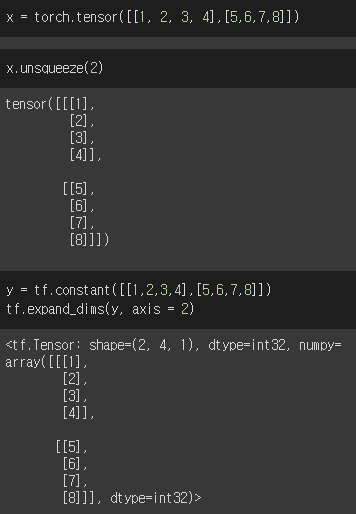 x = torch.tensor([[1, 2, 3, 4],[5,6,7,8]])
x.unsqueeze(2)
tensor([[[1],
         [2],
         [3],
         [4]],

        [[5],
         [6],
         [7],
         [8]]])
y = tf.constant([[1,2,3,4],[5,6,7,8]])
tf.expand_dims(y, axis = 2)
<tf.Tensor: shape=(2, 4, 1), dtype=int32, numpy=
array([[[1],
        [2],
        [3],
        [4]],

       [[5],
        [6],
        [7],
        [8]]], dtype=int32)>